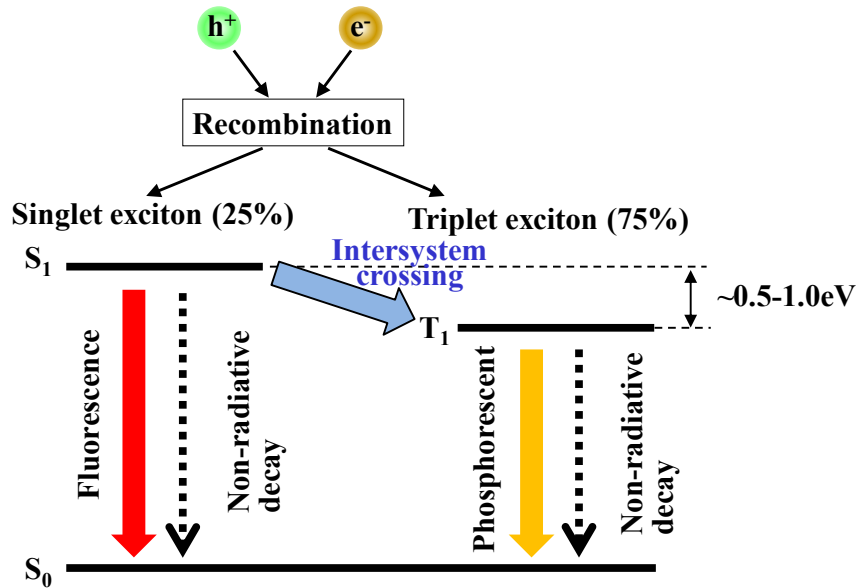 h⁺
e⁻
Recombination
Singlet exciton (25%)
Triplet exciton (75%)
Intersystem
crossing
S₁
~0.5-1.0eV
T₁
Fluorescence
Non-radiative
decay
Phosphorescent
Non-radiative
decay
S₀